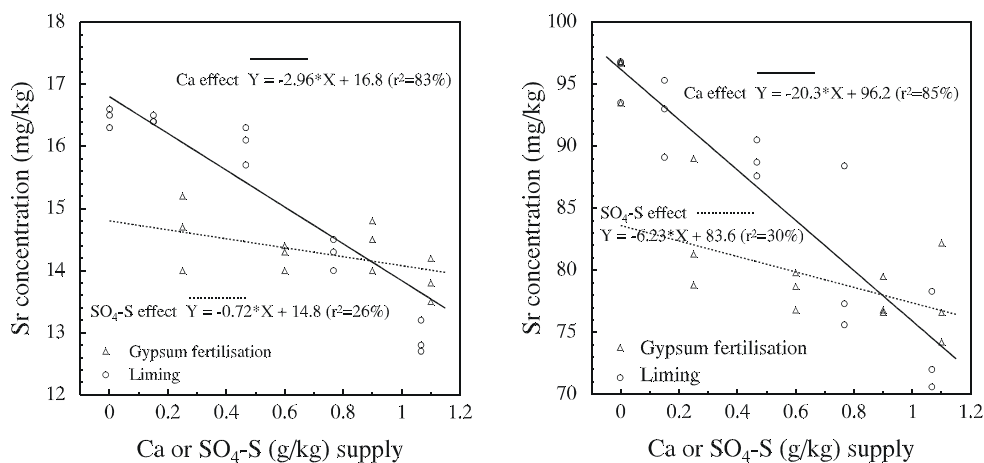 18
17
16
15
14
13
12
Sr concentration (mg/kg)
Ca effect Y = -2.96*X + 16.8 (r²=83%)
SO₄-S effect Y = -0.72*X + 14.8 (r²=26%)
Gypsum fertilisation
Liming
0 0.2 0.4 0.6 0.8 1 1.2
Ca or SO₄-S (g/kg) supply
100
95
90
85
80
75
70
Sr concentration (mg/kg)
Ca effect Y = -20.3*X + 96.2 (r²=85%)
SO₄-S effect
Y = -6.23*X + 83.6 (r²=30%)
Gypsum fertilisation
Liming
0 0.2 0.4 0.6 0.8 1 1.2
Ca or SO₄-S (g/kg) supply